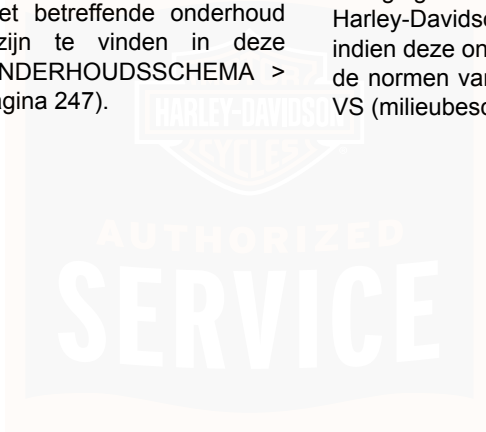 et betreffende onderhoud
zijn te vinden in deze
NDERHOUDSSCHEMA >
gina 247).
Harley-Davidso
indien deze on
de normen van
VS (milieubesc
HARLEY-DAVIDSON
CYCLES
AUTHORIZED
SERVICE